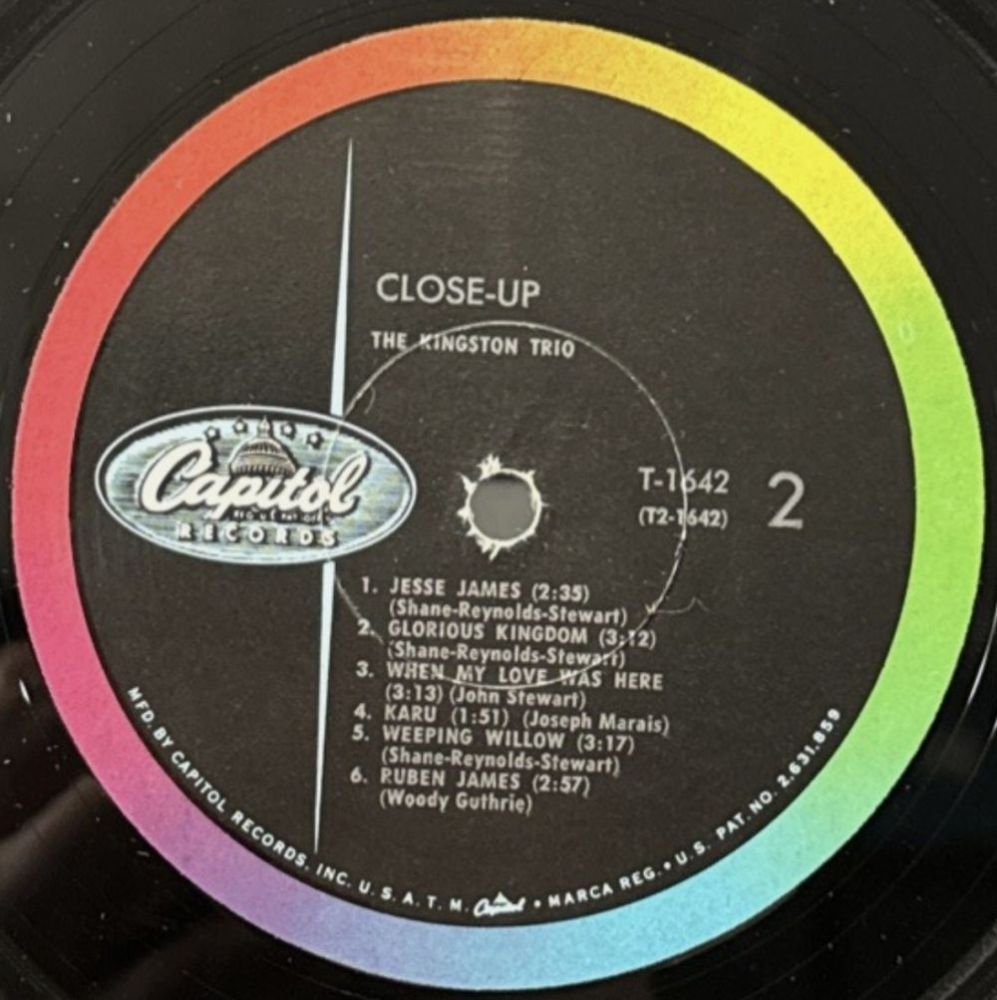 CLOSE-UP
THE KINGSTON TRIO
Capitol
RECORDS
T-1642
(T2-1642)
2
1. JESSE JAMES (2:35)
(Shane-Reynolds-Stewart)
2. GLORIOUS KINGDOM (3:12)
(Shane-Reynolds-Stewart)
3. WHEN MY LOVE WAS HERE
(3:13) (John Stewart)
4. KARU (1:51) (Joseph Marais)
5. WEEPING WILLOW (3:17)
(Shane-Reynolds-Stewart)
6. RUBEN JAMES (2:57)
(Woody Guthrie)
MFD. BY CAPITOL RECORDS, INC. U. S. A. T. M. Capitol • MARCA REG. • U.S. PAT. NO. 2,631,859